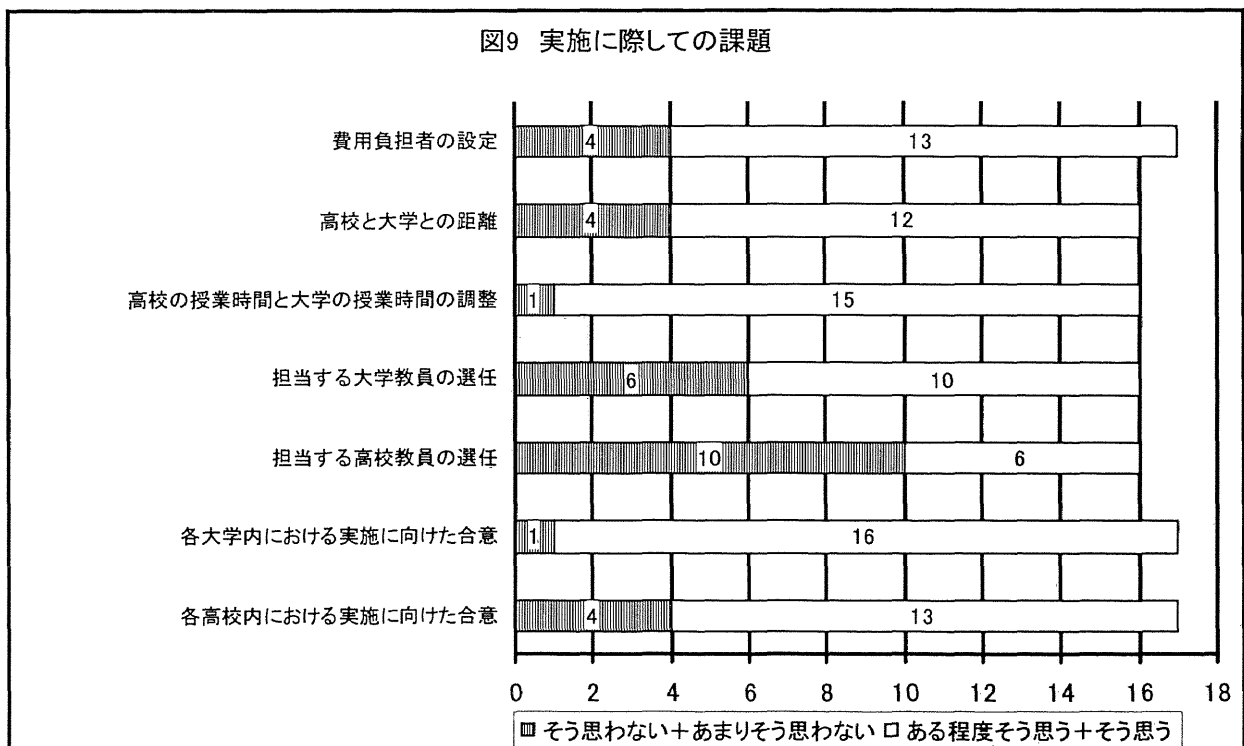 図9 実施に際しての課題
費用負担者の設定
4 13
高校と大学との距離
4 12
高校の授業時間と大学の授業時間の調整
1 15
担当する大学教員の選任
6 10
担当する高校教員の選任
10 6
各大学内における実施に向けた合意
1 16
各高校内における実施に向けた合意
4 13
0 2 4 6 8 10 12 14 16 18
そう思わない＋あまりそう思わない ある程度そう思う＋そう思う